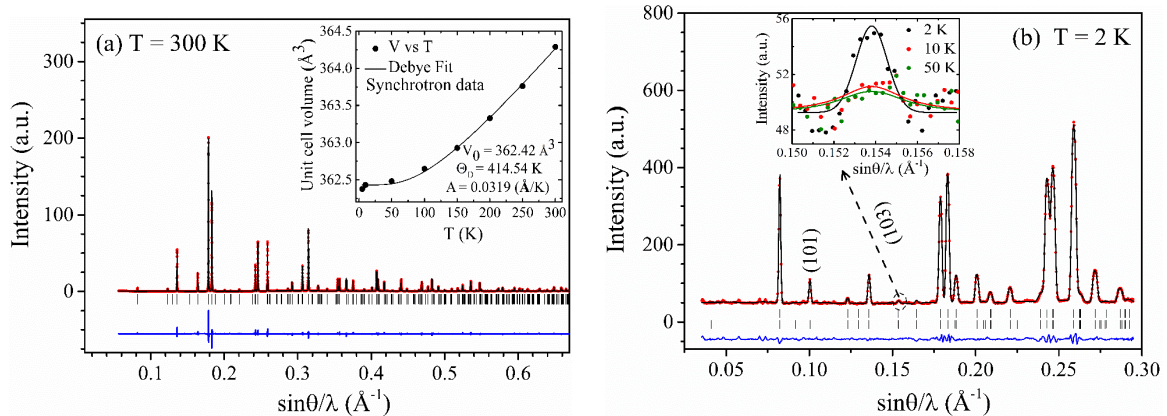 (a) T = 300 K
Intensity (a.u.)
300
200
100
0
0.1 0.2 0.3 0.4 0.5 0.6
sinθ/λ (Å⁻¹)
V vs T
Debye Fit
Synchrotron data
V₀ = 362.42 Å³
Θ_D = 414.54 K
A = 0.0319 (Å/K)
Unit cell volume (Å³)
364.5
364.0
363.5
363.0
362.5
0 50 100 150 200 250 300
T (K)
(b) T = 2 K
Intensity (a.u.)
800
600
400
200
0
0.05 0.10 0.15 0.20 0.25 0.30
sinθ/λ (Å⁻¹)
(101)
(103)
2 K
10 K
50 K
Intensity (a.u.)
56
52
48
0.150 0.152 0.154 0.156 0.158
sinθ/λ (Å⁻¹)